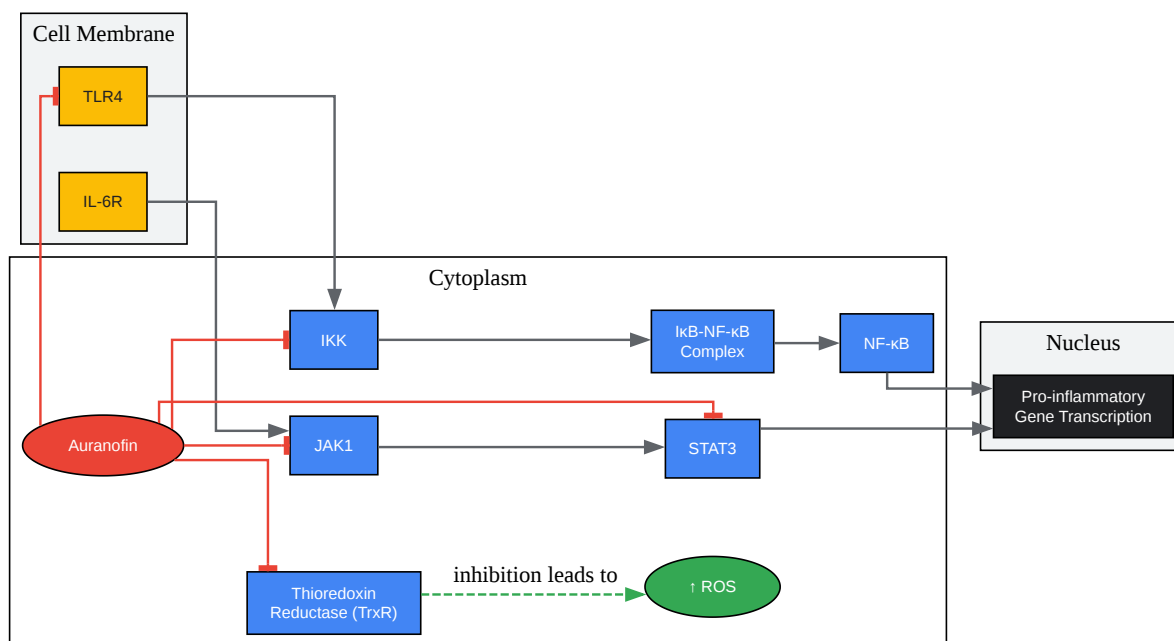 Cell Membrane
TLR4
IL-6R
Cytoplasm
IKK
IκB-NF-κB
Complex
NF-κB
Nucleus
Pro-inflammatory
Gene Transcription
Auranofin
JAK1
STAT3
inhibition leads to
Thioredoxin
Reductase (TrxR)
↑ ROS